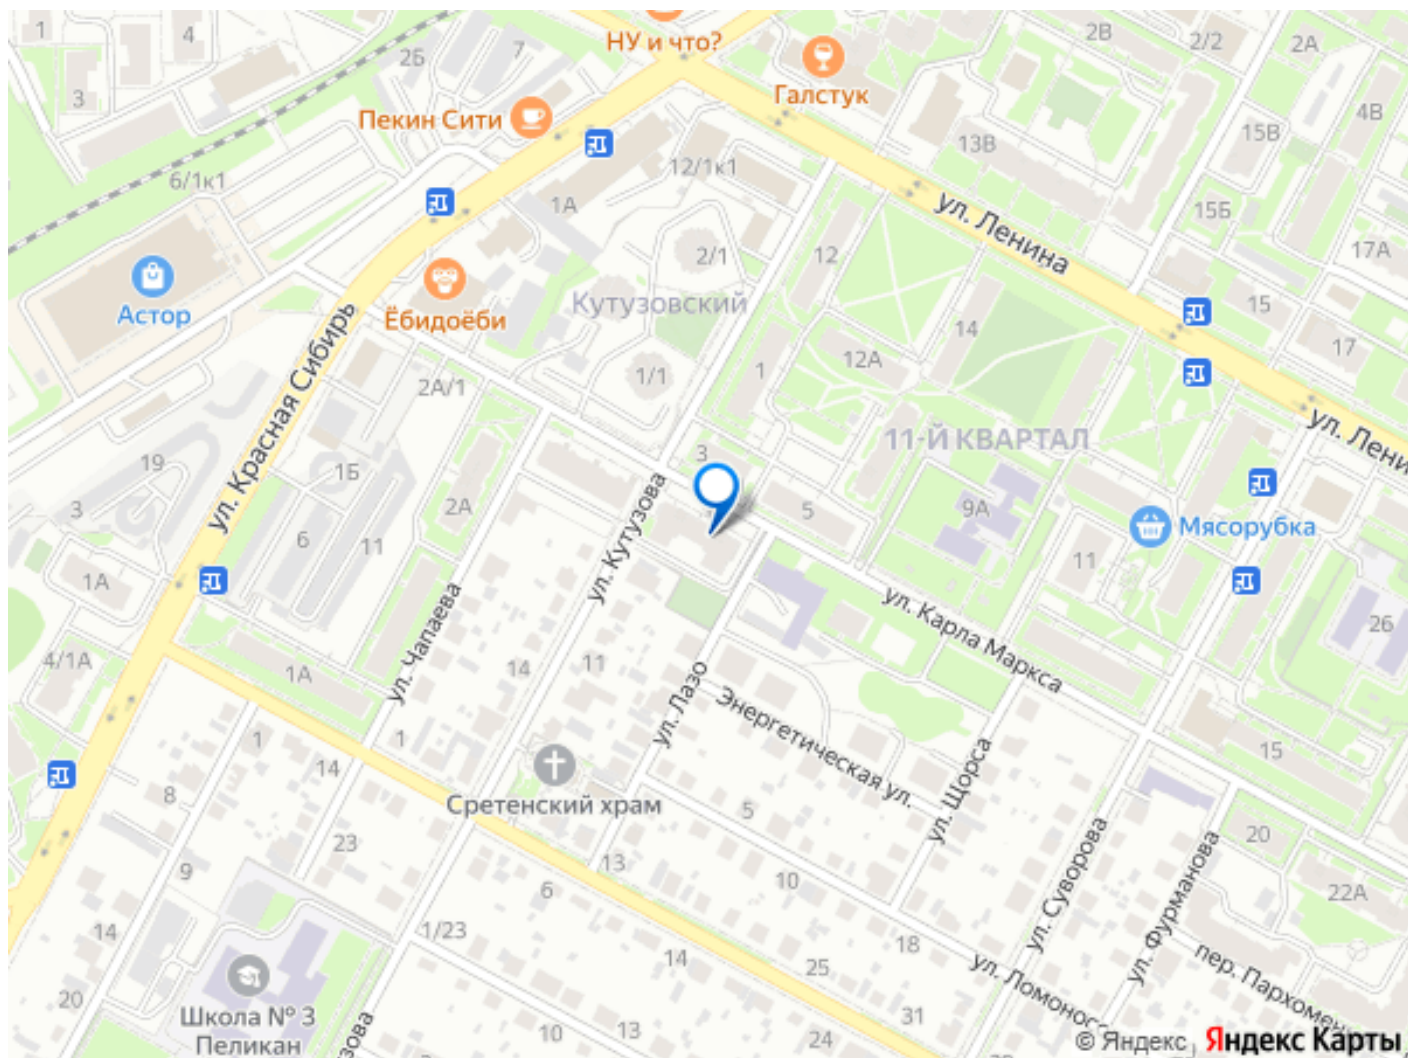 1
4
2Б
7
НУ и что?
Галстук
2В
2/2
2А
3
Пекин Сити
13В
15В
4В
6/1к1
1А
12/1к1
15Б
ул. Ленина
17А
2/1
12
Астор
Ёбидоёби
Кутузовский
15
14
17
ул. Красная Сибирь
2А/1
1/1
1
12А
ул. Лени
11-Й КВАРТАЛ
3
19
1Б
3
2А
5
9А
Мясорубка
6
11
11
1А
ул. Кутузова
ул. Чапаева
ул. Карла Маркса
26
4/1А
1А
14
11
ул. Лазо
Энергетическая ул.
1
14
1
15
8
Сретенский храм
5
ул. Щорса
ул. Суворова
ул. Фурманова
20
23
9
13
6
10
22А
14
1/23
18
14
25
ул. Ломонос
пер. Пархоменко
20
Школа № 3
Пеликан
зова
10
13
24
31
© Яндекс
Яндекс Карты